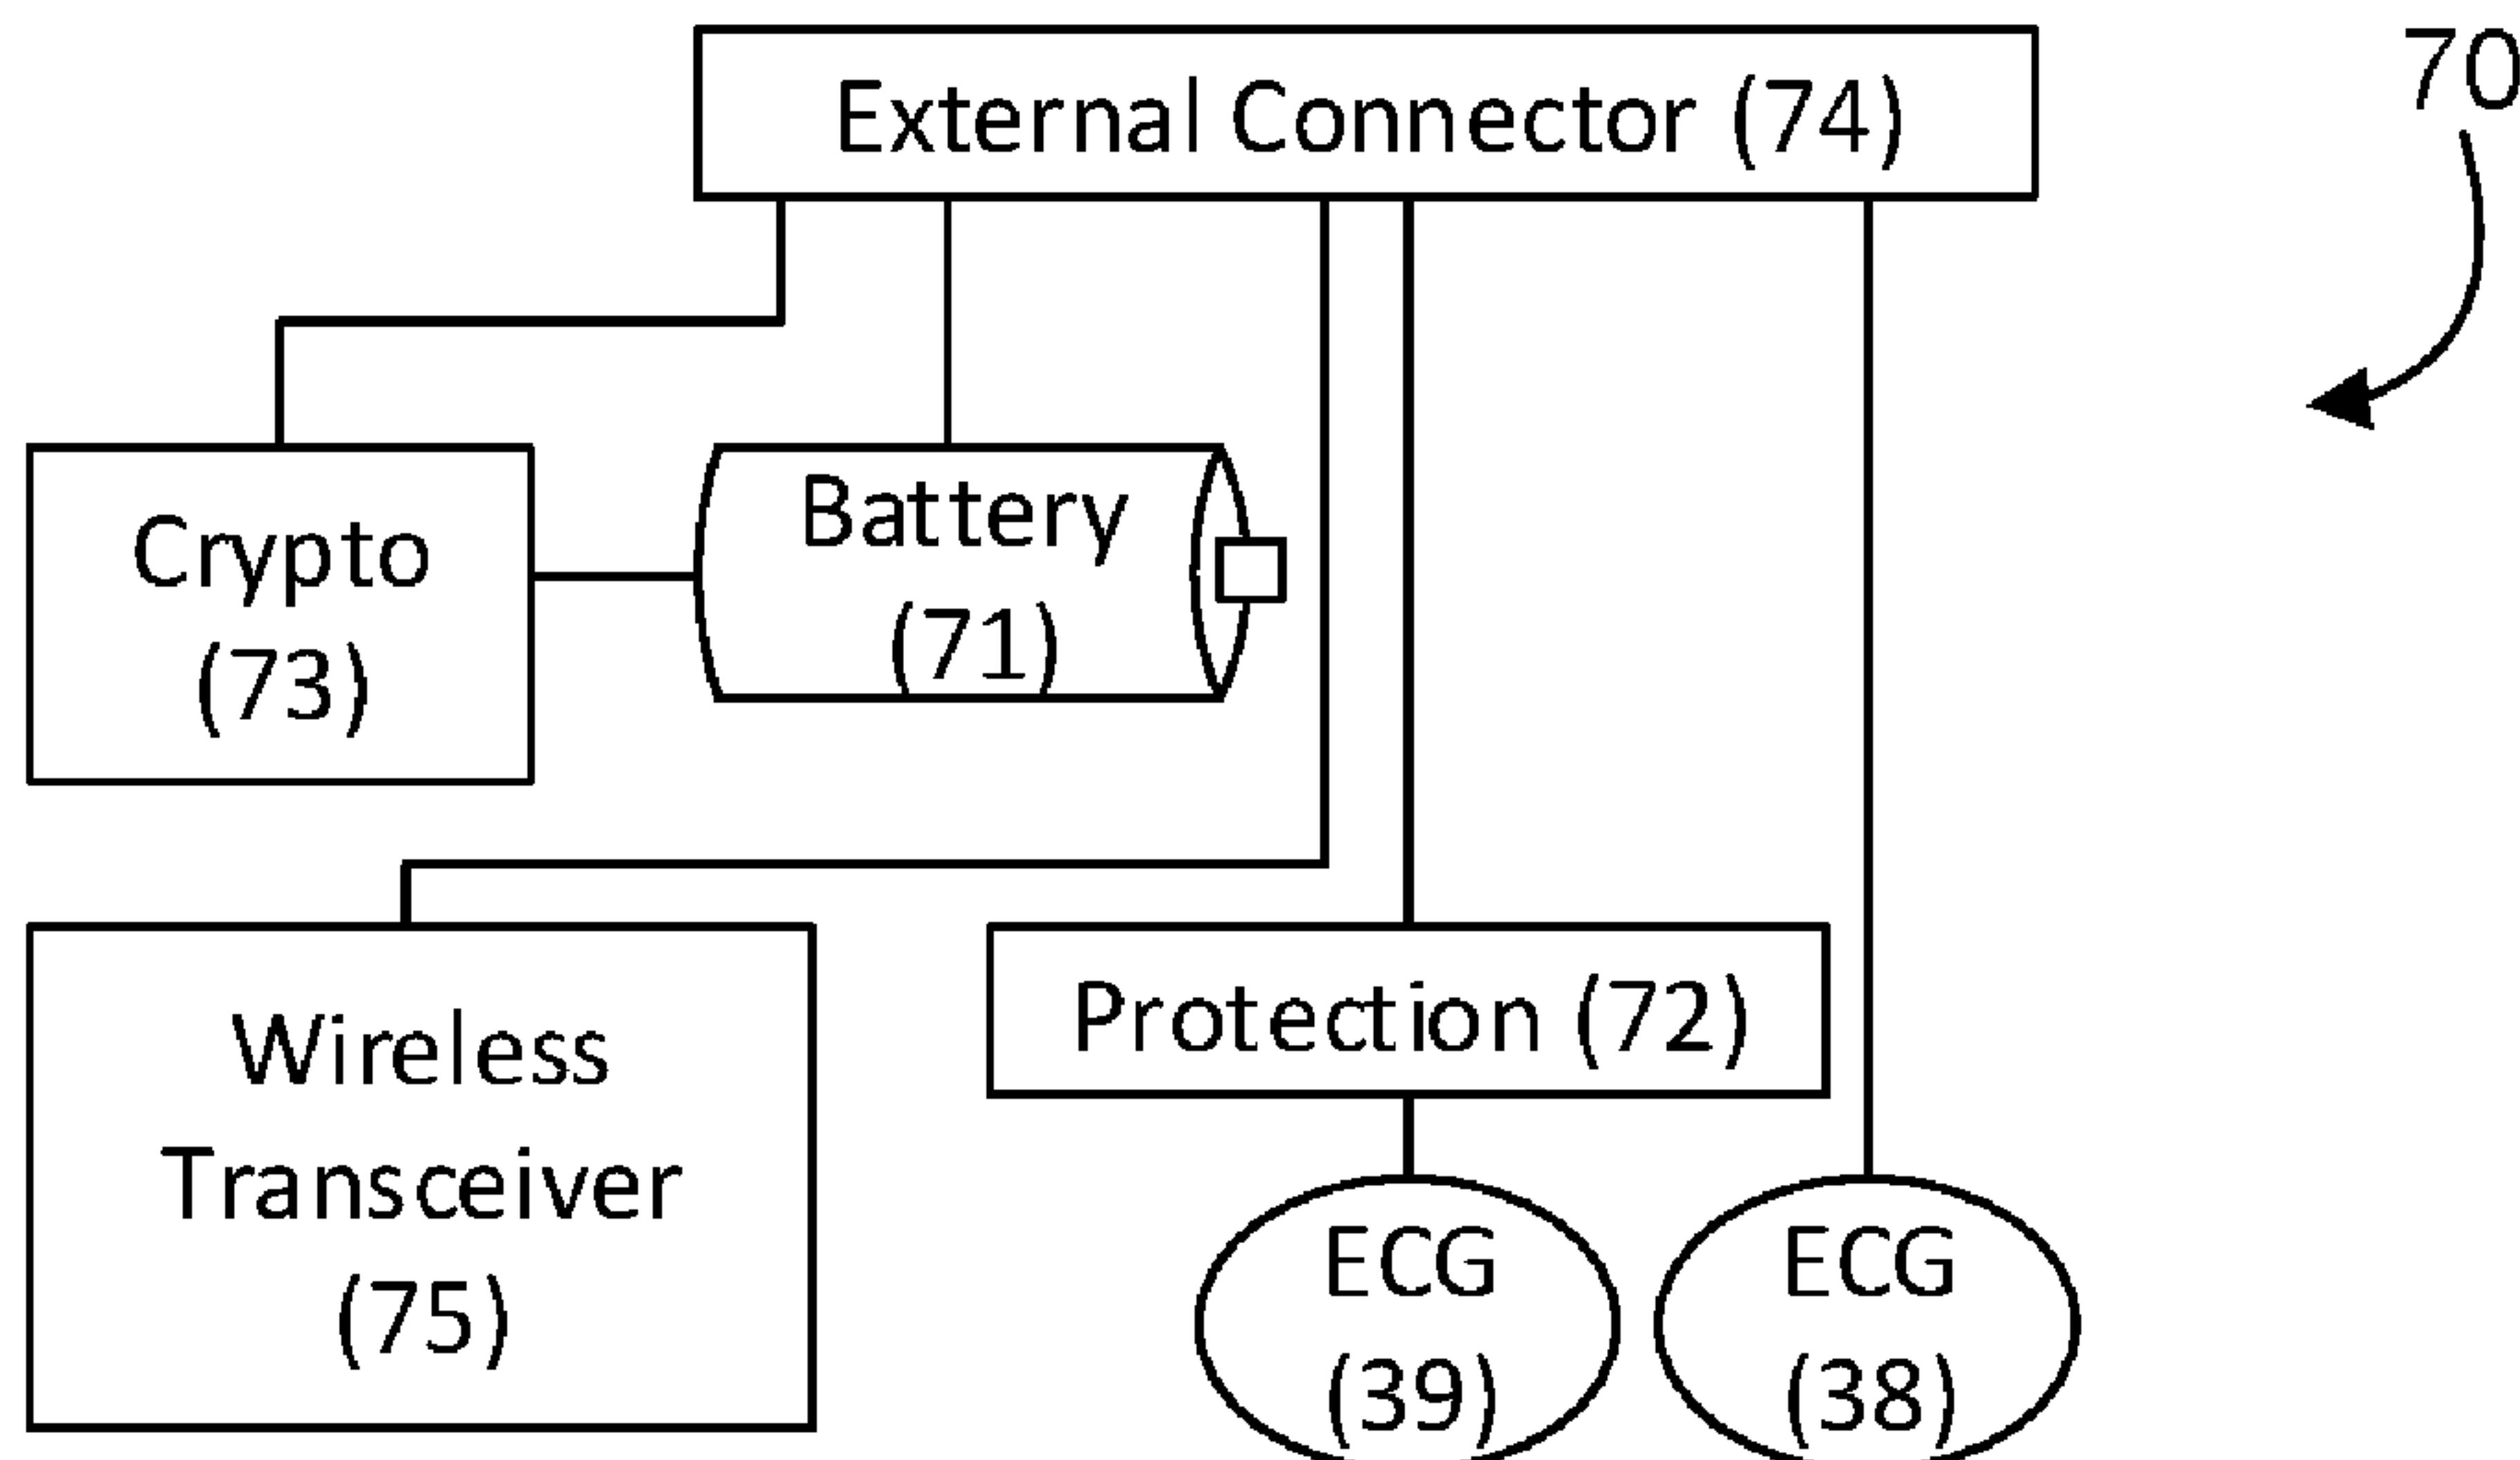 External Connector (74)
70
Crypto
(73)
Battery
(71)
Wireless
Transceiver
(75)
Protection (72)
ECG
(39)
ECG
(38)